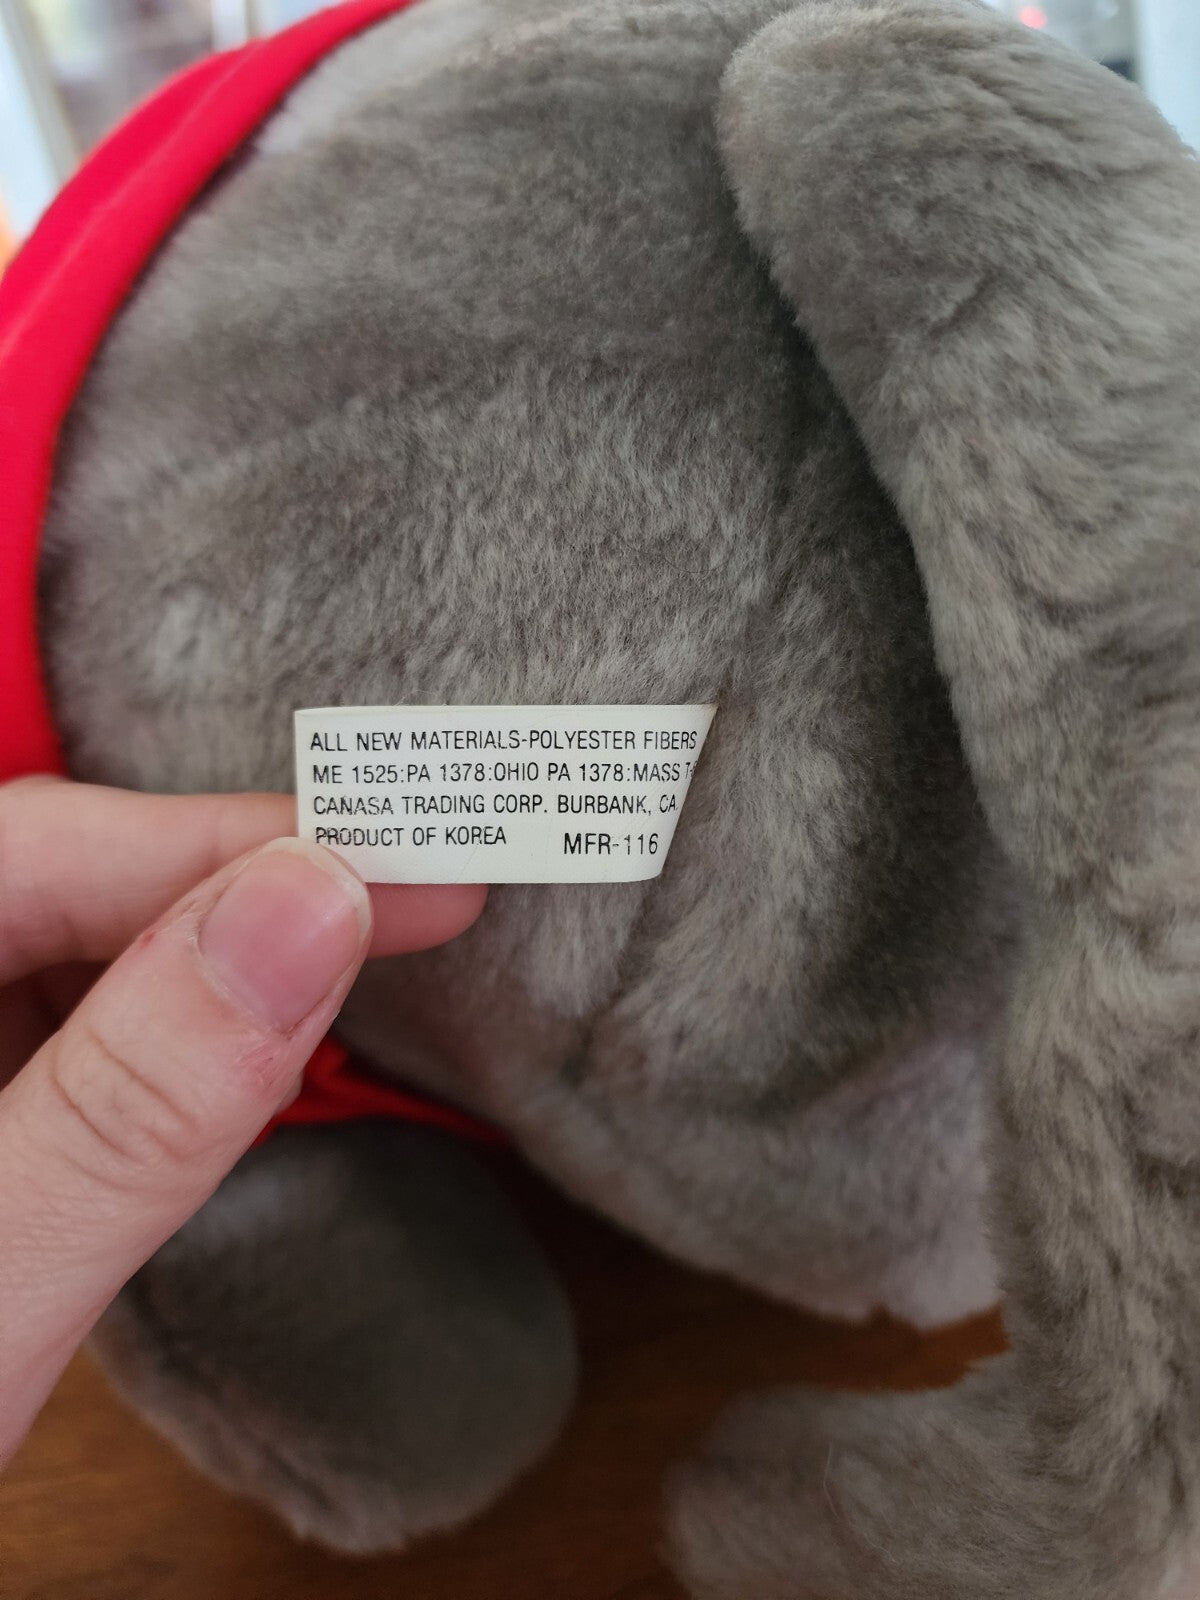 ALL NEW MATERIALS-POLYESTER FIBERS
ME 1525:PA 1378:OHIO PA 1378:MASS
CANASA TRADING CORP. BURBANK, CA.
PRODUCT OF KOREA MFR-116